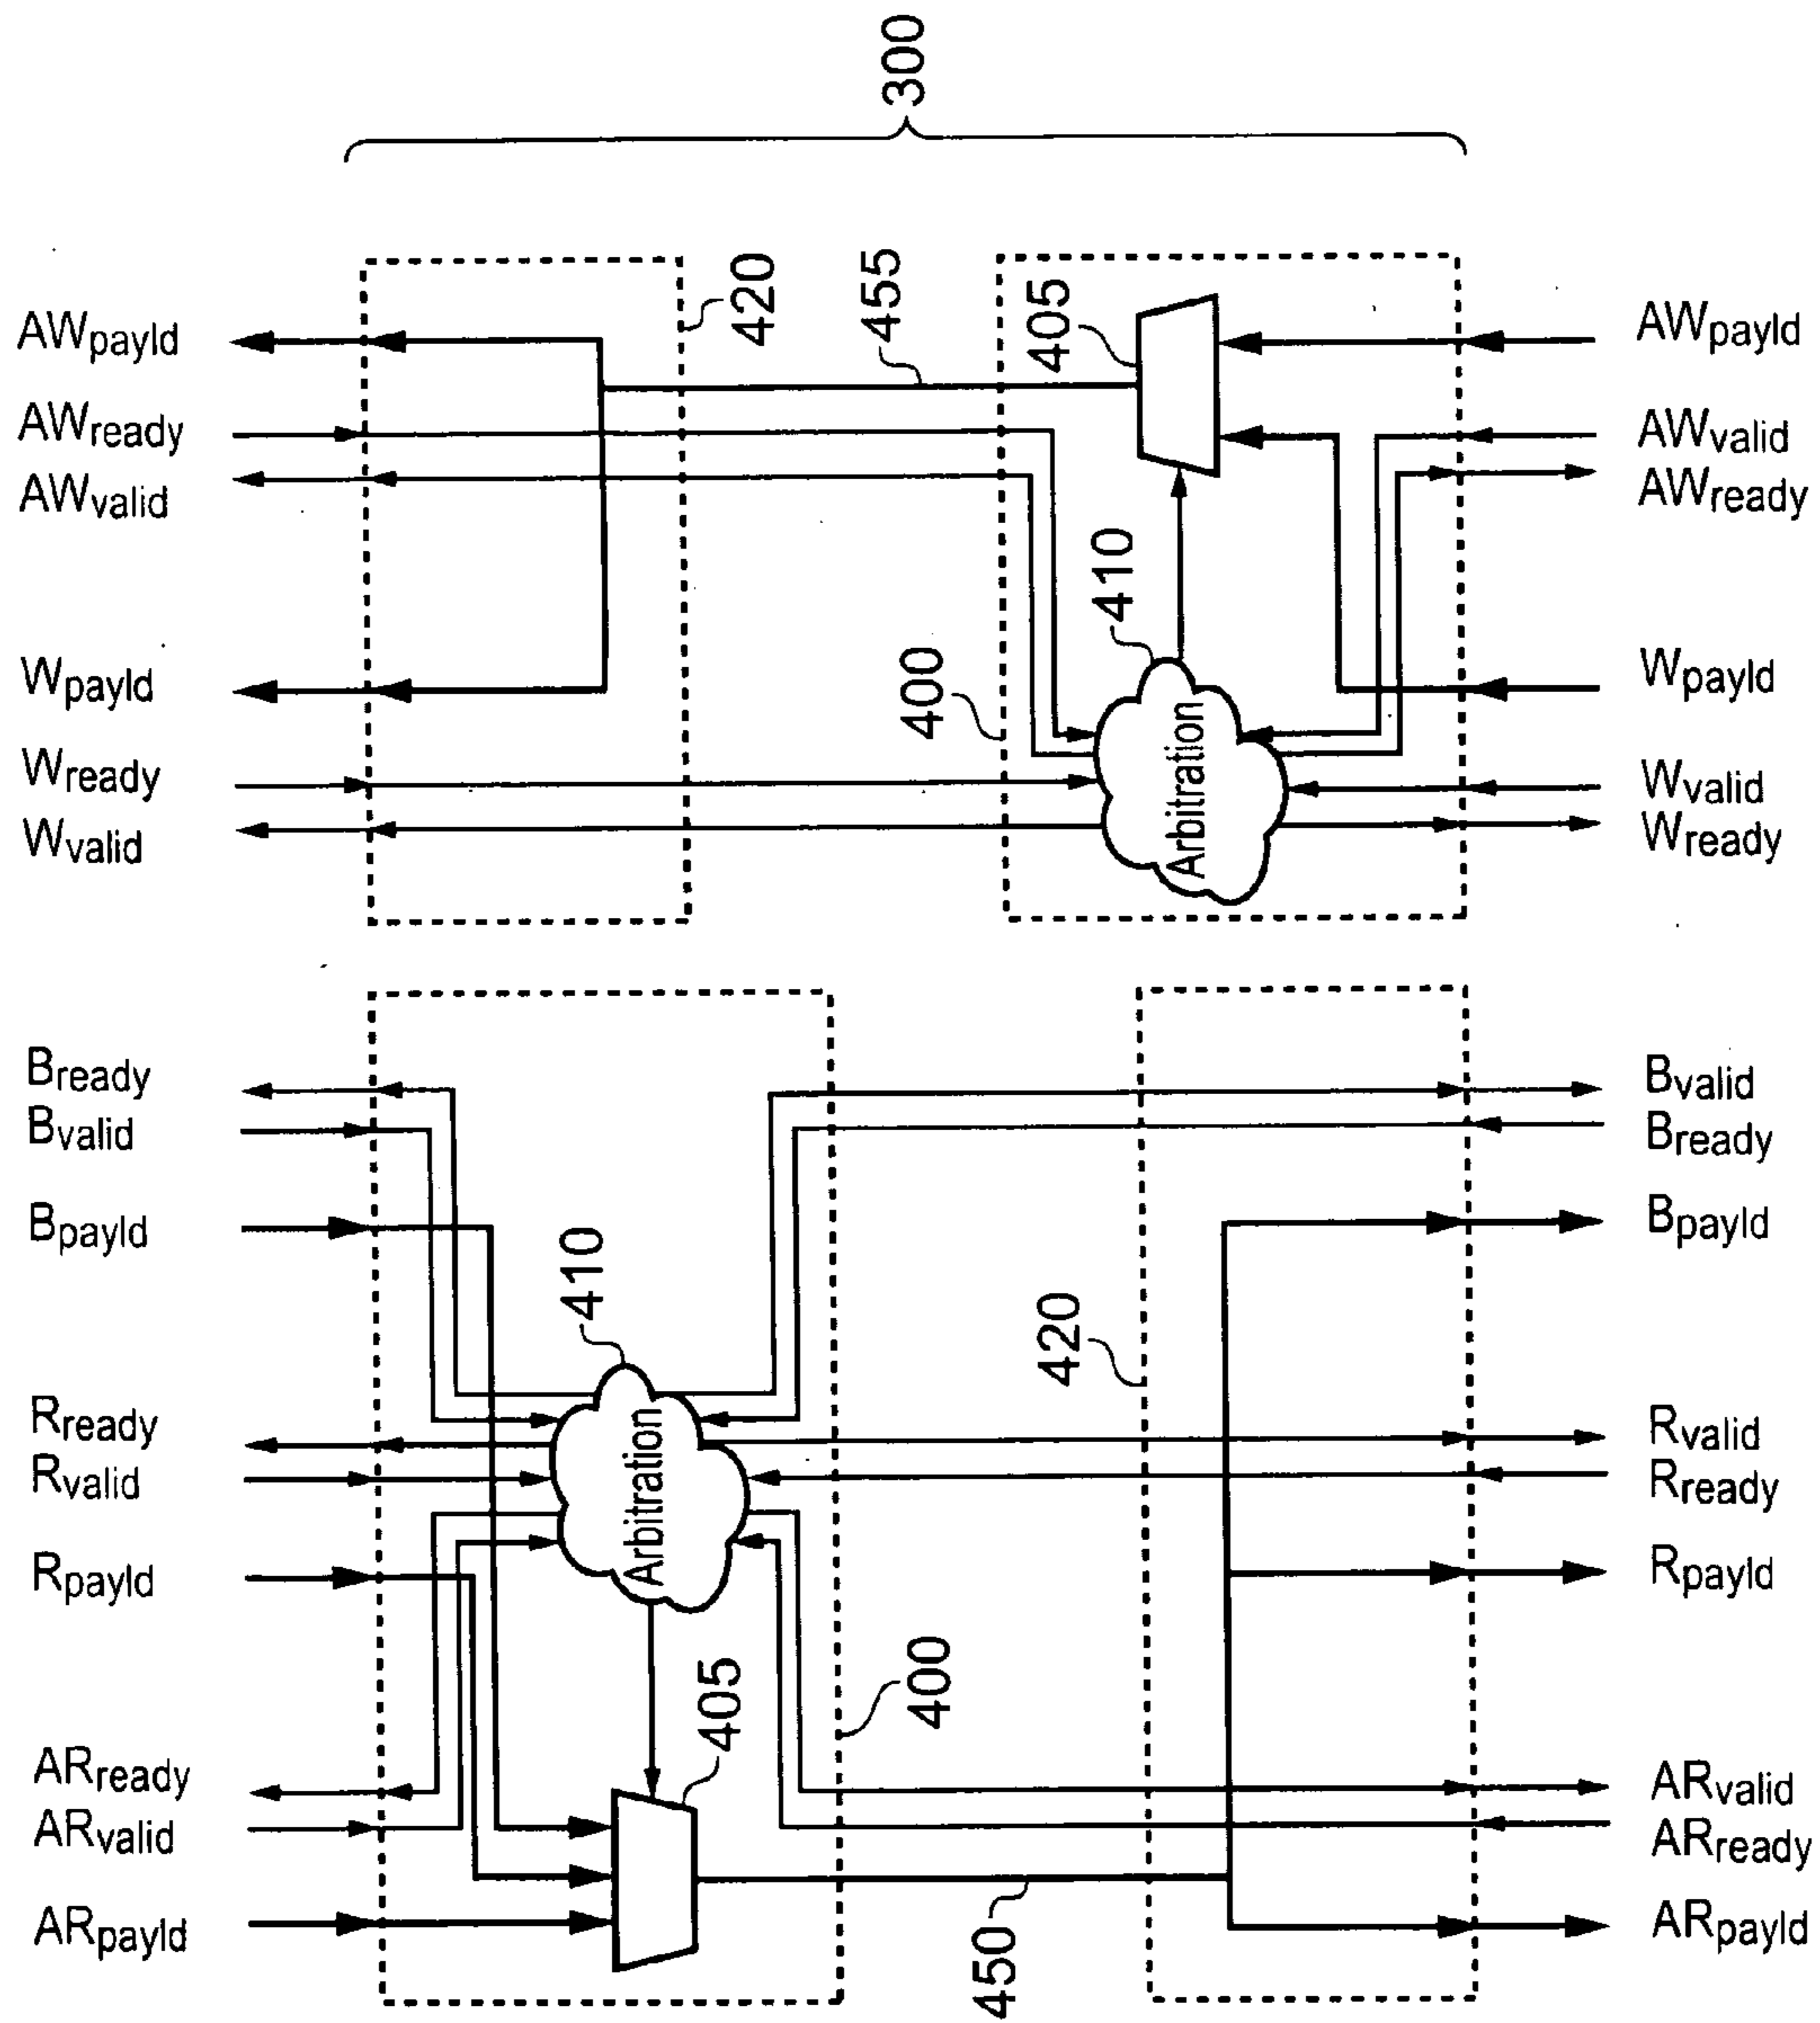 300
AWpayld
AWready
AWvalid
Wpayld
Wready
Wvalid
420
455
405
400
410
Arbitration
AWpayld
AWvalid
AWready
Wpayld
Wvalid
Wready
Bready
Bvalid
Bpayld
Rready
Rvalid
Rpayld
ARready
ARvalid
ARpayld
410
Arbitration
405
400
420
450
Bvalid
Bready
Bpayld
Rvalid
Rready
Rpayld
ARvalid
ARready
ARpayld